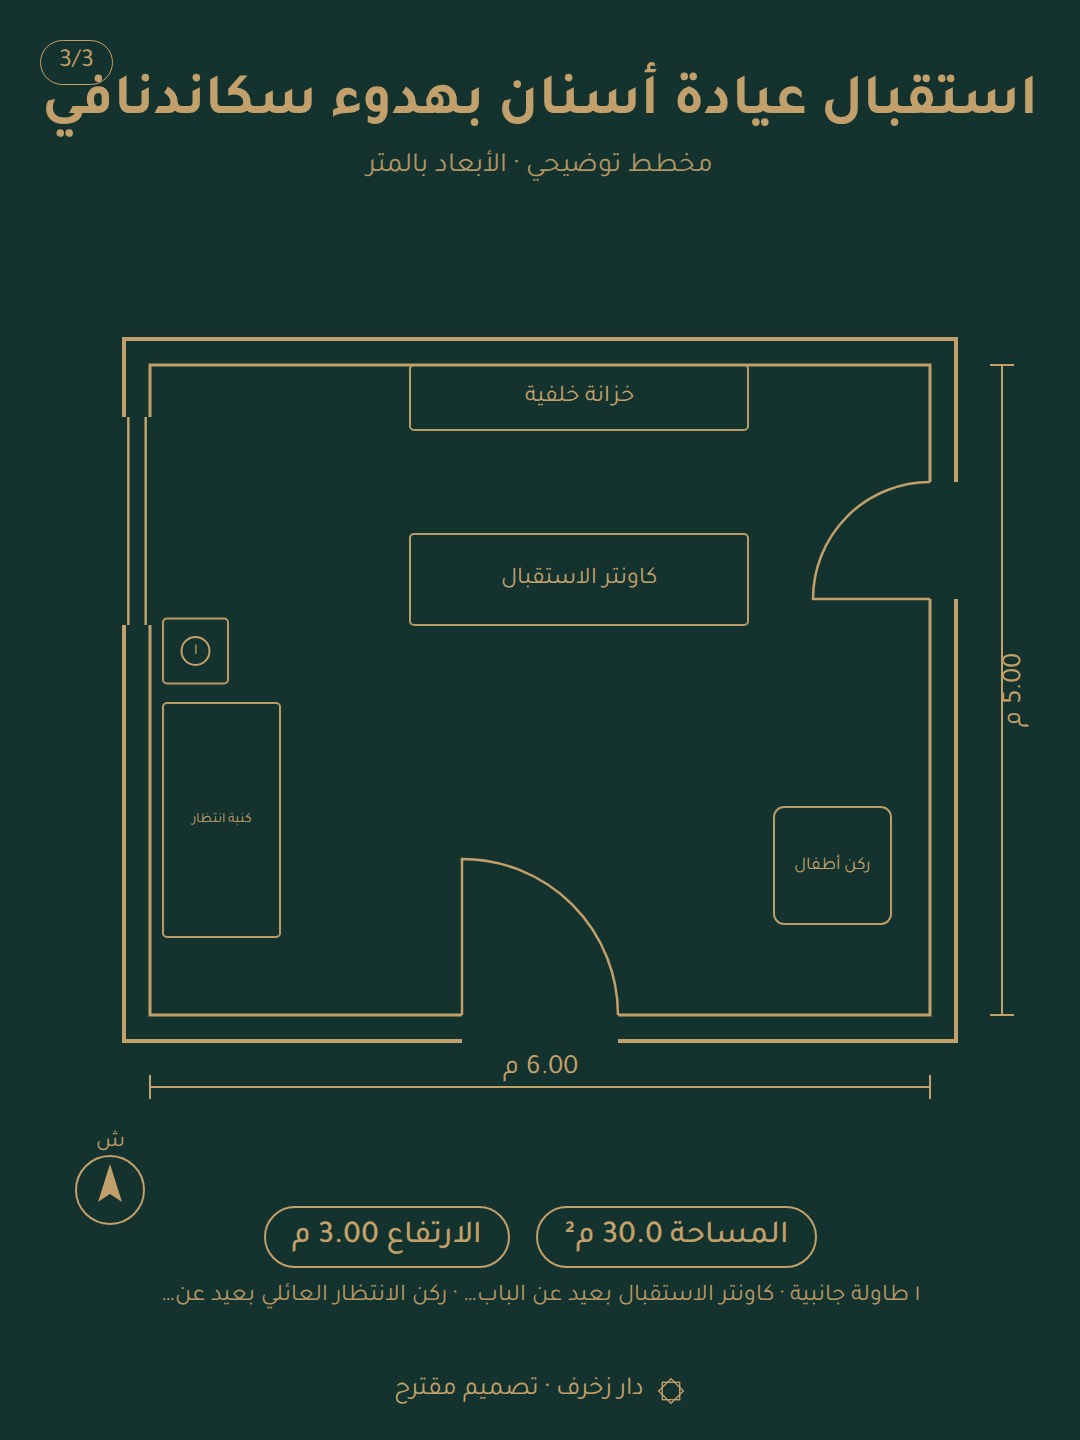 3/3
استقبال عيادة أسنان بهدوء سكاندنافي
مخطط توضيحي · الأبعاد بالمتر
خزانة خلفية
كاونتر الاستقبال
١
5.00 م
كنبة انتظار
ركن أطفال
6.00 م
ش
المساحة 30.0 م²
الارتفاع 3.00 م
١ طاولة جانبية · كاونتر الاستقبال بعيد عن الباب… · ركن الانتظار العائلي بعيد عن…
دار زخرف · تصميم مقترح